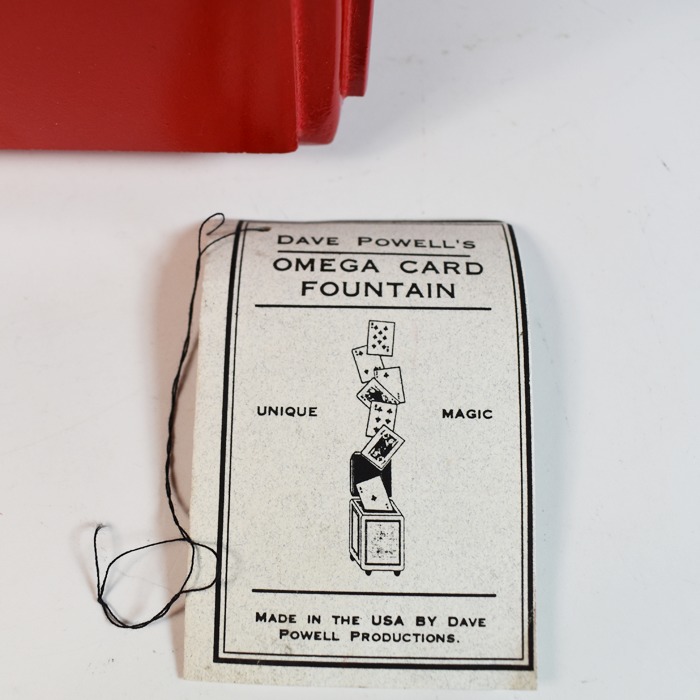 DAVE POWELL'S
OMEGA CARD
FOUNTAIN
UNIQUE MAGIC
MADE IN THE USA BY DAVE
POWELL PRODUCTIONS.